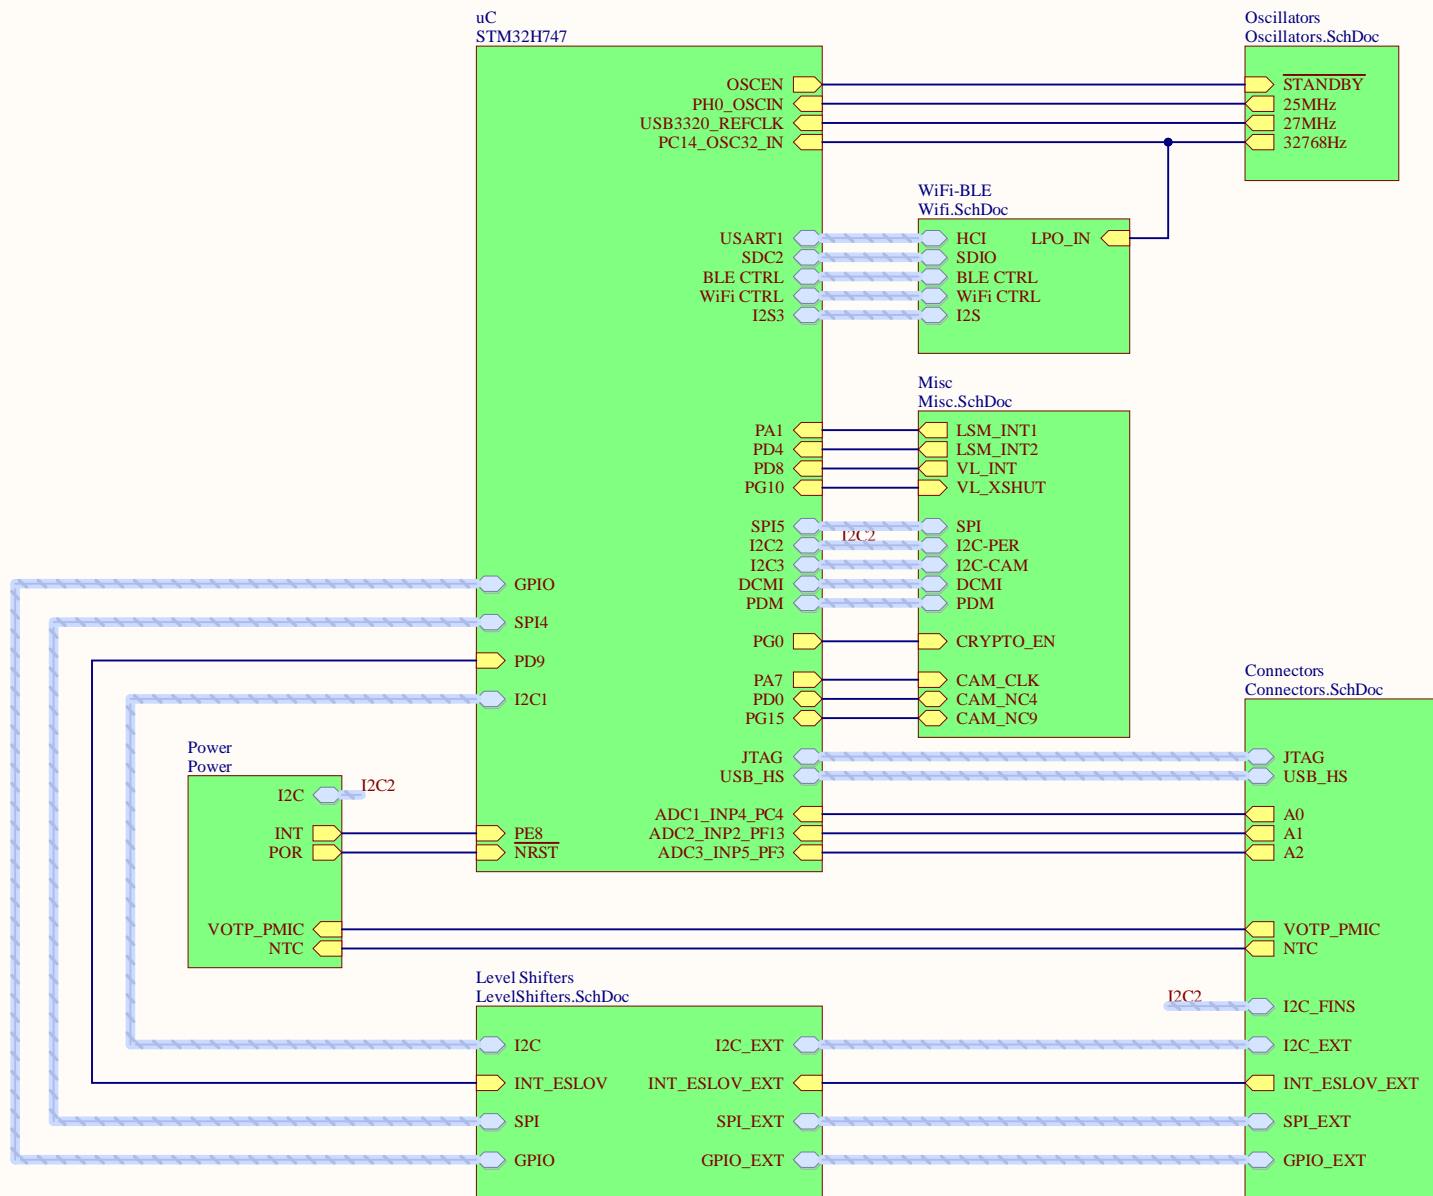 uC
STM32H747
OSCEN
PH0_OSCIN
USB3320_REFCLK
PC14_OSC32_IN
USART1
SDC2
BLE CTRL
WiFi CTRL
I2S3
PA1
PD4
PD8
PG10
SPI5
I2C2
I2C3
DCMI
PDM
PG0
PA7
PD0
PG15
JTAG
USB_HS
ADC1_INP4_PC4
ADC2_INP2_PF13
ADC3_INP5_PF3
GPIO
SPI4
PD9
I2C1
PE8
NRST
Oscillators
Oscillators.SchDoc
STANDBY
25MHz
27MHz
32768Hz
WiFi-BLE
Wifi.SchDoc
HCI LPO_IN
SDIO
BLE CTRL
WiFi CTRL
I2S
Misc
Misc.SchDoc
LSM_INT1
LSM_INT2
VL_INT
VL_XSHUT
SPI
I2C2
I2C-PER
I2C-CAM
DCMI
PDM
CRYPTO_EN
CAM_CLK
CAM_NC4
CAM_NC9
Power
Power
I2C
I2C2
INT
POR
VOTP_PMIC
NTC
Connectors
Connectors.SchDoc
JTAG
USB_HS
A0
A1
A2
VOTP_PMIC
NTC
I2C2
I2C_FINS
I2C_EXT
INT_ESLOV_EXT
SPI_EXT
GPIO_EXT
Level Shifters
LevelShifters.SchDoc
I2C I2C_EXT
INT_ESLOV INT_ESLOV_EXT
SPI SPI_EXT
GPIO GPIO_EXT